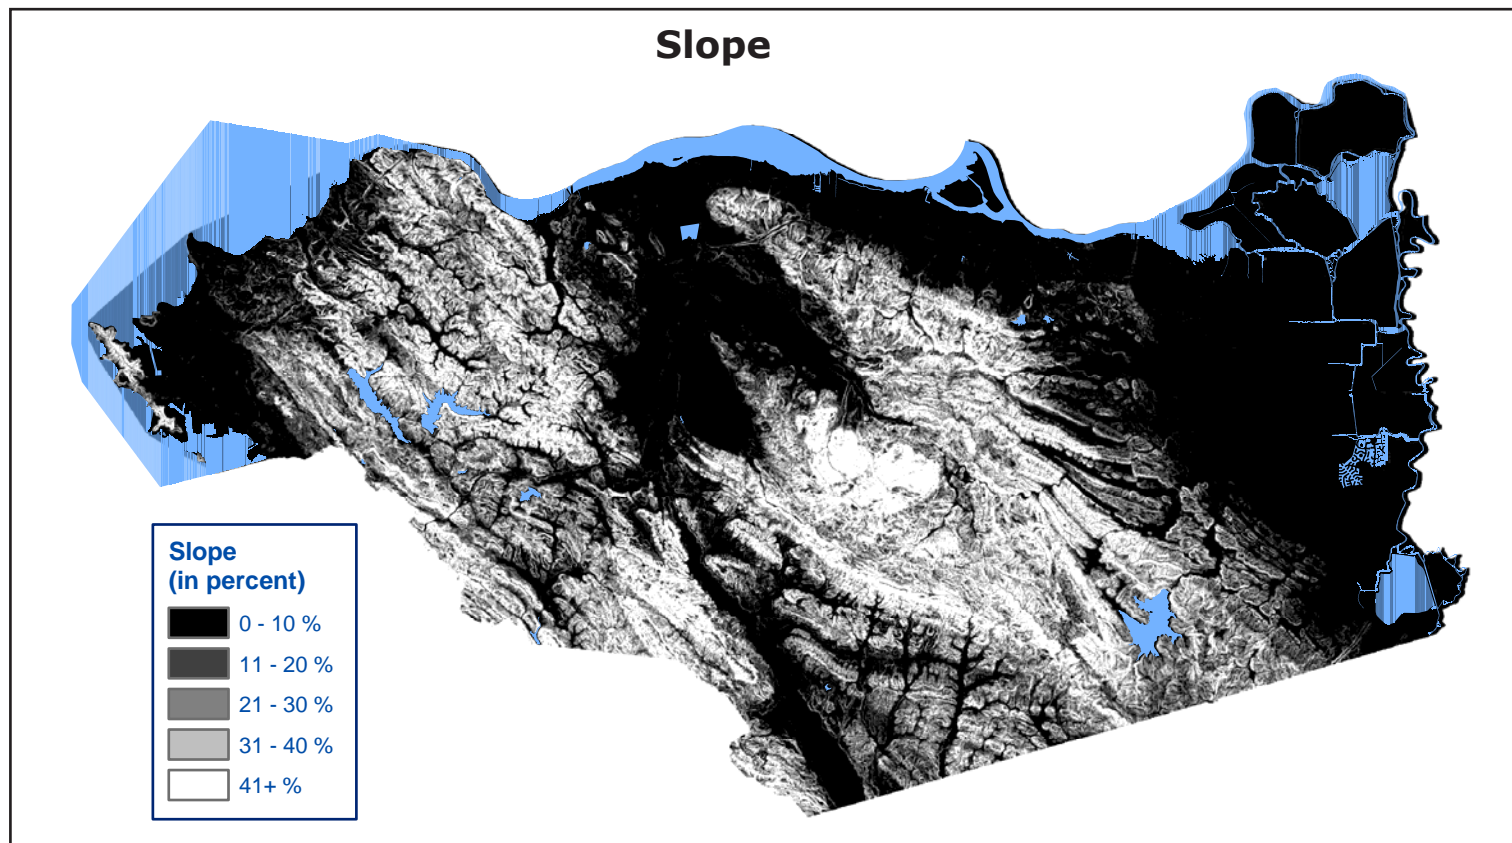 Slope
Slope
(in percent)
0 - 10 %
11 - 20 %
21 - 30 %
31 - 40 %
41+ %